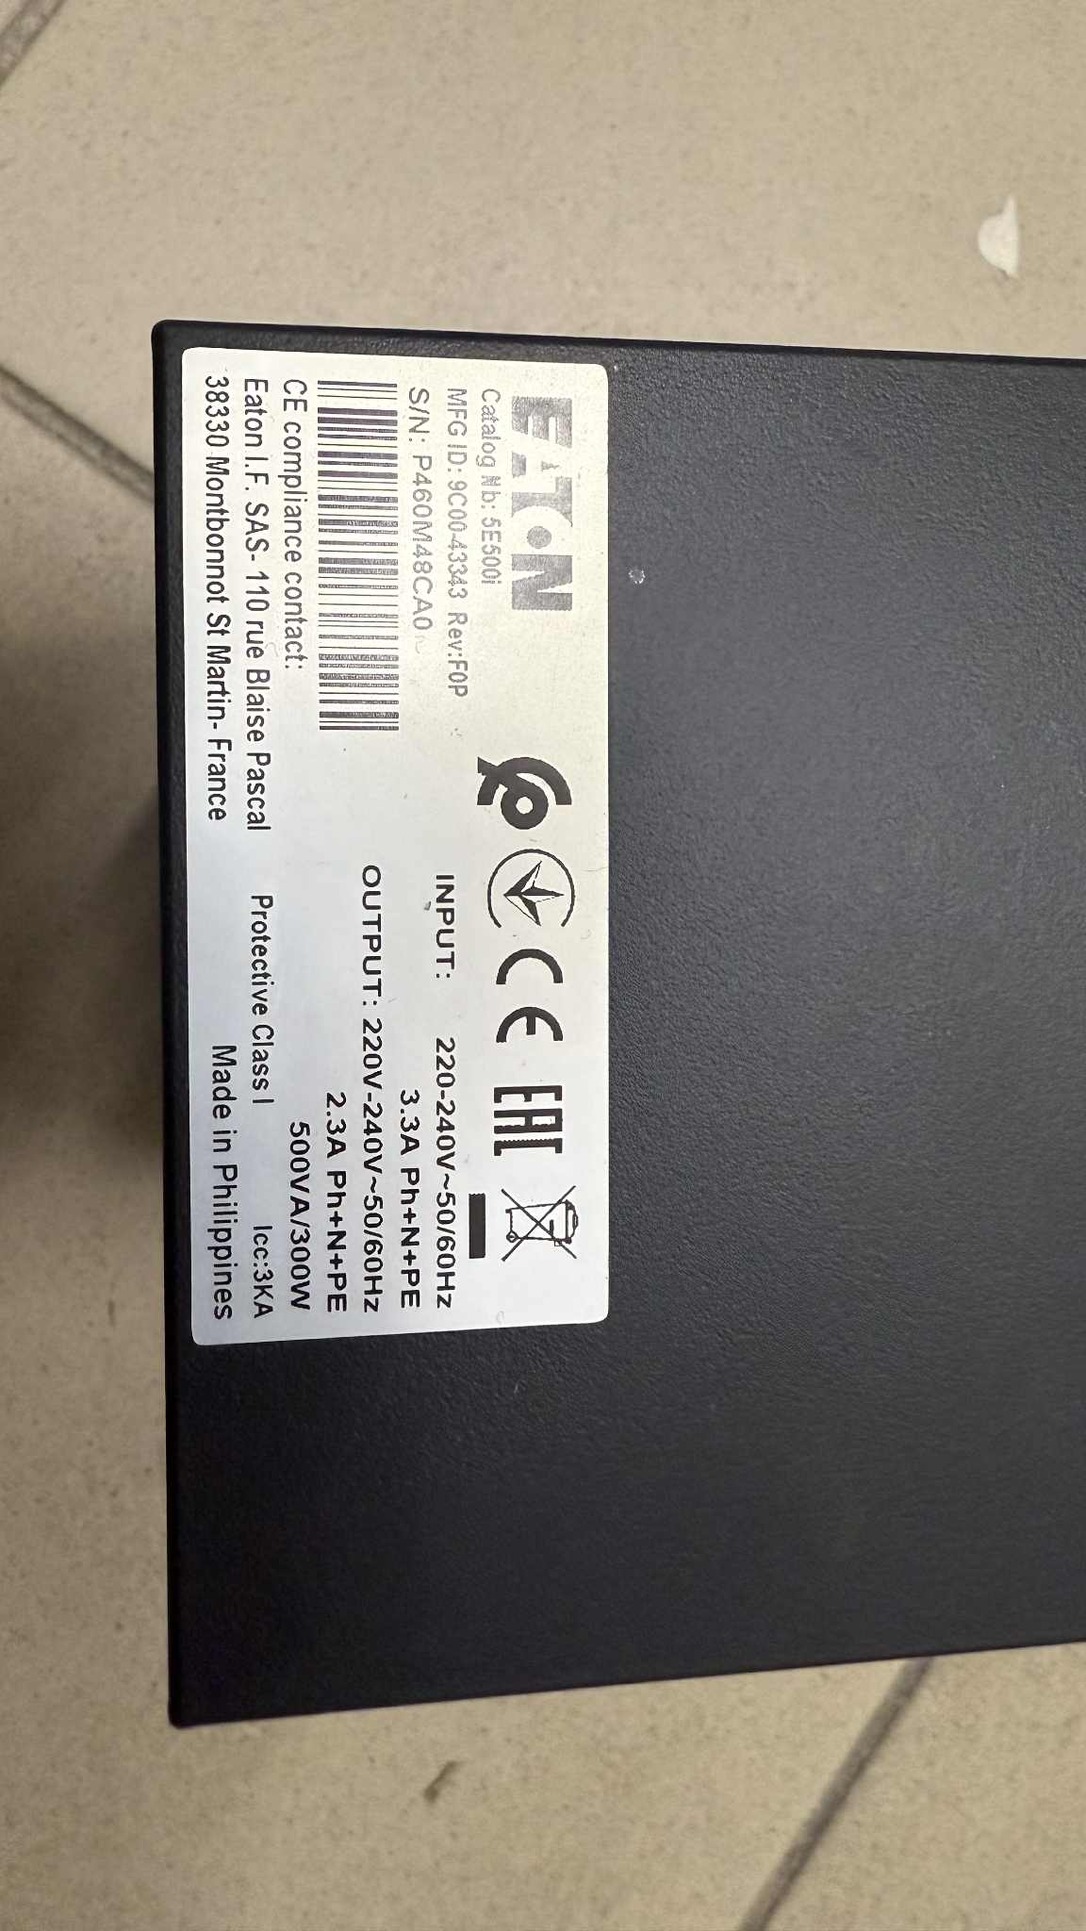 EATON
Catalog Nb: 5E500i
MFG ID: 9C00-43343 Rev:F0P
S/N: P460M48CA0
CE compliance contact:
Eaton I.F. SAS- 110 rue Blaise Pascal
38330 Montbonnot St Martin- France
CE EAC
INPUT: 220-240V~50/60Hz
3.3A Ph+N+PE
OUTPUT: 220V-240V~50/60Hz
2.3A Ph+N+PE
500VA/300W
Protective Class I Icc:3KA
Made in Philippines